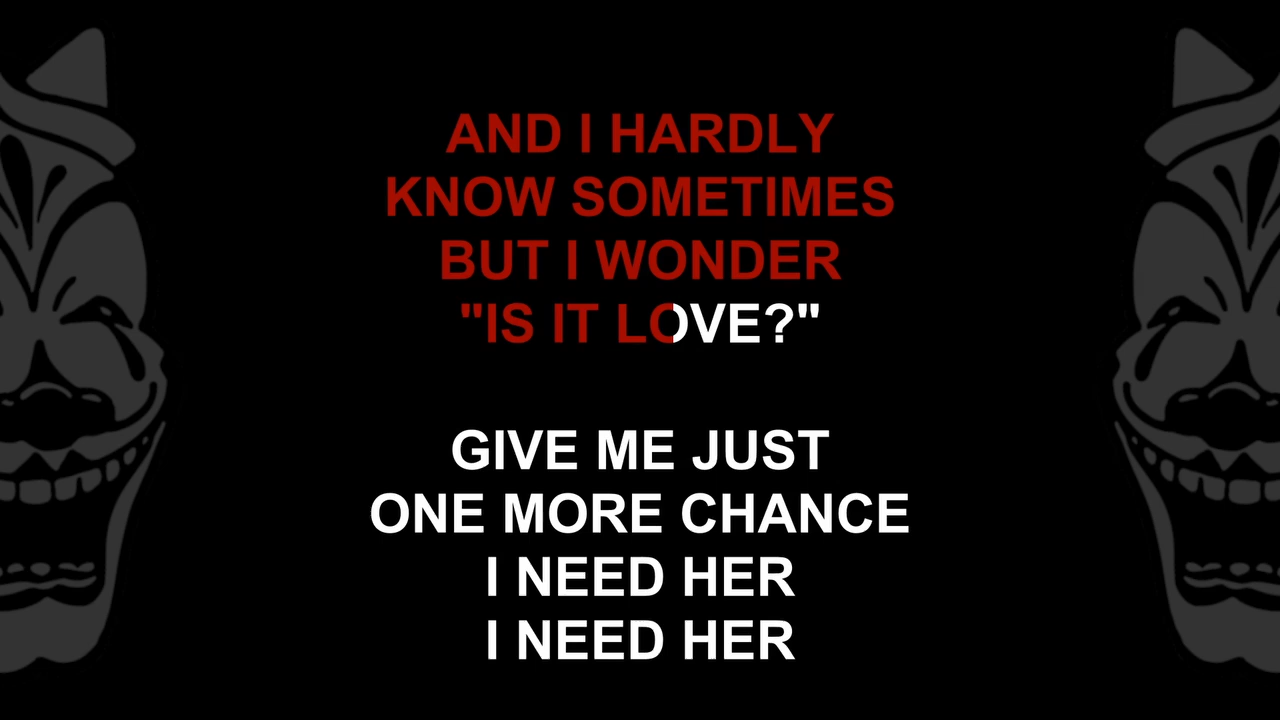 AND I HARDLY
KNOW SOMETIMES
BUT I WONDER
"IS IT LOVE?"
GIVE ME JUST
ONE MORE CHANCE
I NEED HER
I NEED HER